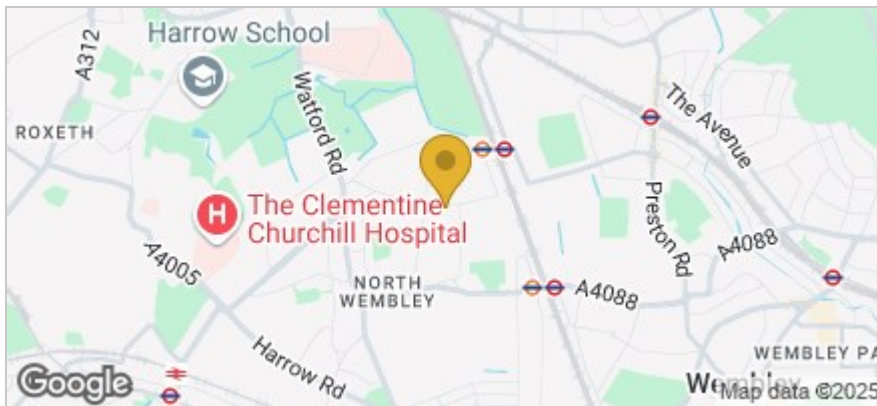 Harrow School
A312
Watford Rd
The Avenue
ROXETH
Preston Rd
H
The Clementine
Churchill Hospital
A4088
A4005
NORTH
WEMBLEY
A4088
Harrow Rd
WEMBLEY PA
Google
Wembley
Map data ©2025